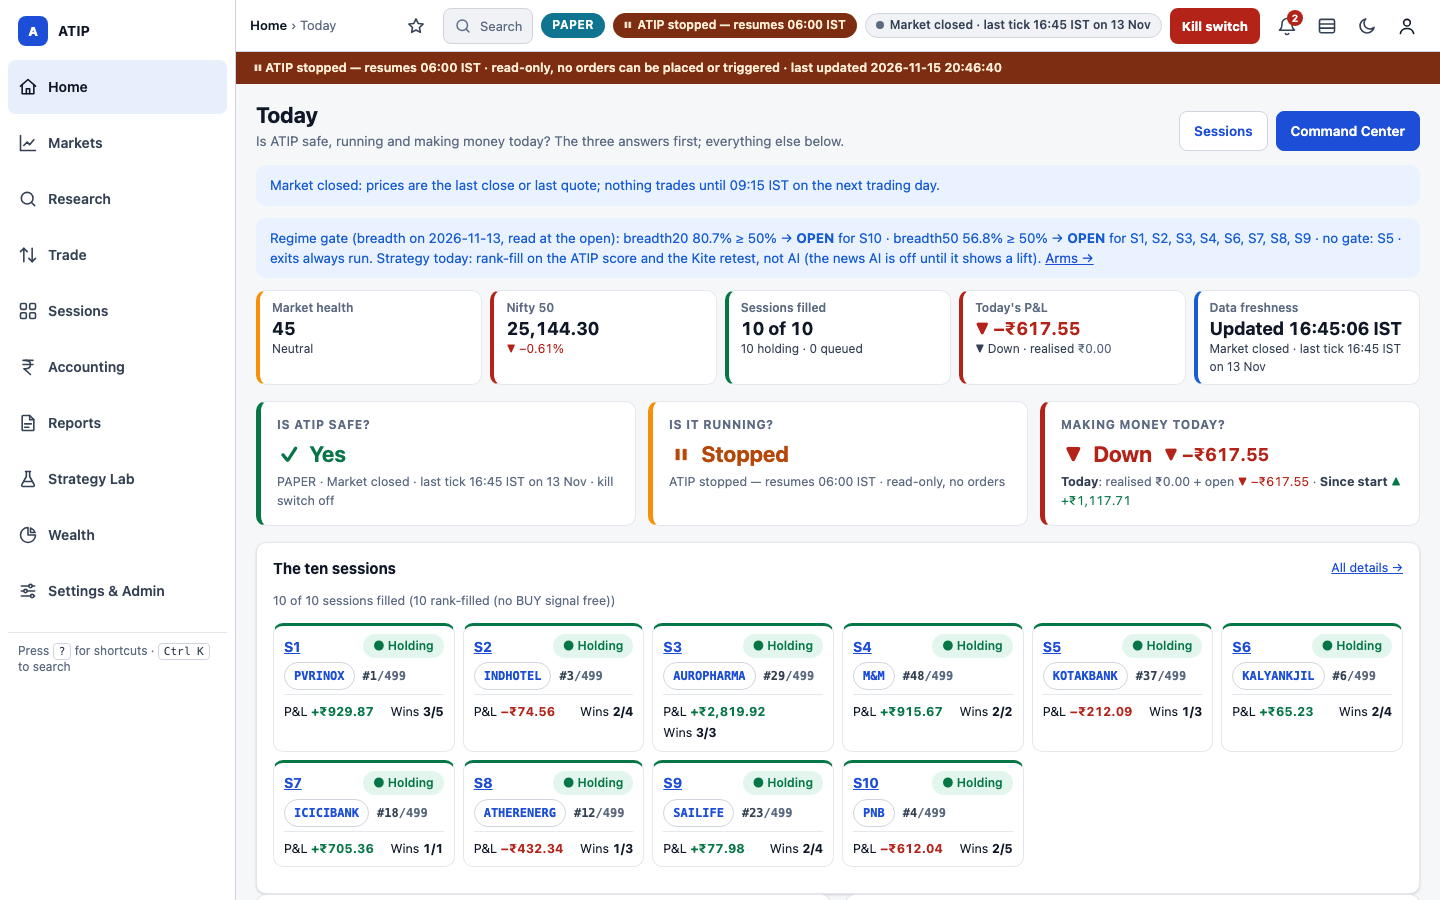 A ATIP
Home › Today
Search
PAPER
ATIP stopped — resumes 06:00 IST
Market closed · last tick 16:45 IST on 13 Nov
Kill switch
2
Home
Markets
Research
Trade
Sessions
Accounting
Reports
Strategy Lab
Wealth
Settings & Admin
Press ? for shortcuts · Ctrl K
to search
ATIP stopped — resumes 06:00 IST · read-only, no orders can be placed or triggered · last updated 2026-11-15 20:46:40
Today
Is ATIP safe, running and making money today? The three answers first; everything else below.
Sessions
Command Center
Market closed: prices are the last close or last quote; nothing trades until 09:15 IST on the next trading day.
Regime gate (breadth on 2026-11-13, read at the open): breadth20 80.7% ≥ 50% → OPEN for S10 · breadth50 56.8% ≥ 50% → OPEN for S1, S2, S3, S4, S6, S7, S8, S9 · no gate: S5 ·
exits always run. Strategy today: rank-fill on the ATIP score and the Kite retest, not AI (the news AI is off until it shows a lift). Arms →
Market health
45
Neutral
Nifty 50
25,144.30
▼ −0.61%
Sessions filled
10 of 10
10 holding · 0 queued
Today's P&L
▼ −₹617.55
▼ Down · realised ₹0.00
Data freshness
Updated 16:45:06 IST
Market closed · last tick 16:45 IST
on 13 Nov
IS ATIP SAFE?
✓ Yes
PAPER · Market closed · last tick 16:45 IST on 13 Nov · kill
switch off
IS IT RUNNING?
Stopped
ATIP stopped — resumes 06:00 IST · read-only, no orders
MAKING MONEY TODAY?
▼ Down ▼ −₹617.55
Today: realised ₹0.00 + open ▼ −₹617.55 · Since start ▲
+₹1,117.71
The ten sessions
All details →
10 of 10 sessions filled (10 rank-filled (no BUY signal free))
S1 Holding
PVRINOX #1/499
P&L +₹929.87 Wins 3/5
S2 Holding
INDHOTEL #3/499
P&L −₹74.56 Wins 2/4
S3 Holding
AUROPHARMA #29/499
P&L +₹2,819.92
Wins 3/3
S4 Holding
M&M #48/499
P&L +₹915.67 Wins 2/2
S5 Holding
KOTAKBANK #37/499
P&L −₹212.09 Wins 1/3
S6 Holding
KALYANKJIL #6/499
P&L +₹65.23 Wins 2/4
S7 Holding
ICICIBANK #18/499
P&L +₹705.36 Wins 1/1
S8 Holding
ATHERENERG #12/499
P&L −₹432.34 Wins 1/3
S9 Holding
SAILIFE #23/499
P&L +₹77.98 Wins 2/4
S10 Holding
PNB #4/499
P&L −₹612.04 Wins 2/5